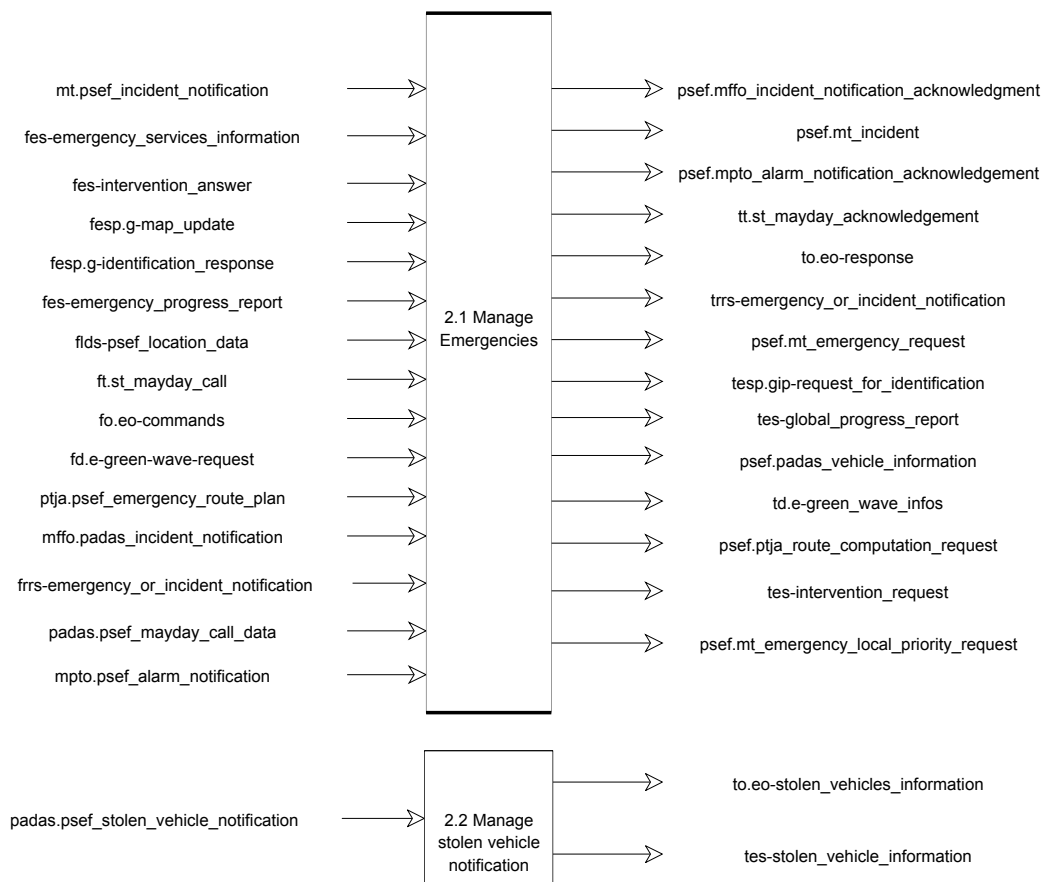 mt.psef_incident_notification
fes-emergency_services_information
fes-intervention_answer
fesp.g-map_update
fesp.g-identification_response
fes-emergency_progress_report
flds-psef_location_data
ft.st_mayday_call
fo.eo-commands
fd.e-green-wave-request
ptja.psef_emergency_route_plan
mffo.padas_incident_notification
frrs-emergency_or_incident_notification
padas.psef_mayday_call_data
mpto.psef_alarm_notification
2.1 Manage
Emergencies
psef.mffo_incident_notification_acknowledgment
psef.mt_incident
psef.mpto_alarm_notification_acknowledgement
tt.st_mayday_acknowledgement
to.eo-response
trrs-emergency_or_incident_notification
psef.mt_emergency_request
tesp.gip-request_for_identification
tes-global_progress_report
psef.padas_vehicle_information
td.e-green_wave_infos
psef.ptja_route_computation_request
tes-intervention_request
psef.mt_emergency_local_priority_request
padas.psef_stolen_vehicle_notification
2.2 Manage
stolen vehicle
notification
to.eo-stolen_vehicles_information
tes-stolen_vehicle_information